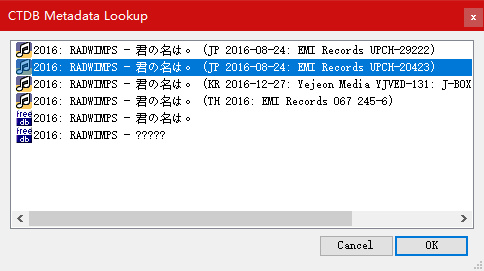 CTDB Metadata Lookup
x
2016: RADWIMPS - 君の名は。 (JP 2016-08-24: EMI Records UPCH-29222)
2016: RADWIMPS - 君の名は。 (JP 2016-08-24: EMI Records UPCH-20423)
2016: RADWIMPS - 君の名は。 (KR 2016-12-27: Yejeon Media YJVED-131: J-BOX
2016: RADWIMPS - 君の名は。 (TH 2016: EMI Records 067 245-6)
free db 2016: RADWIMPS - 君の名は。
free db 2016: RADWIMPS - ?????
Cancel OK